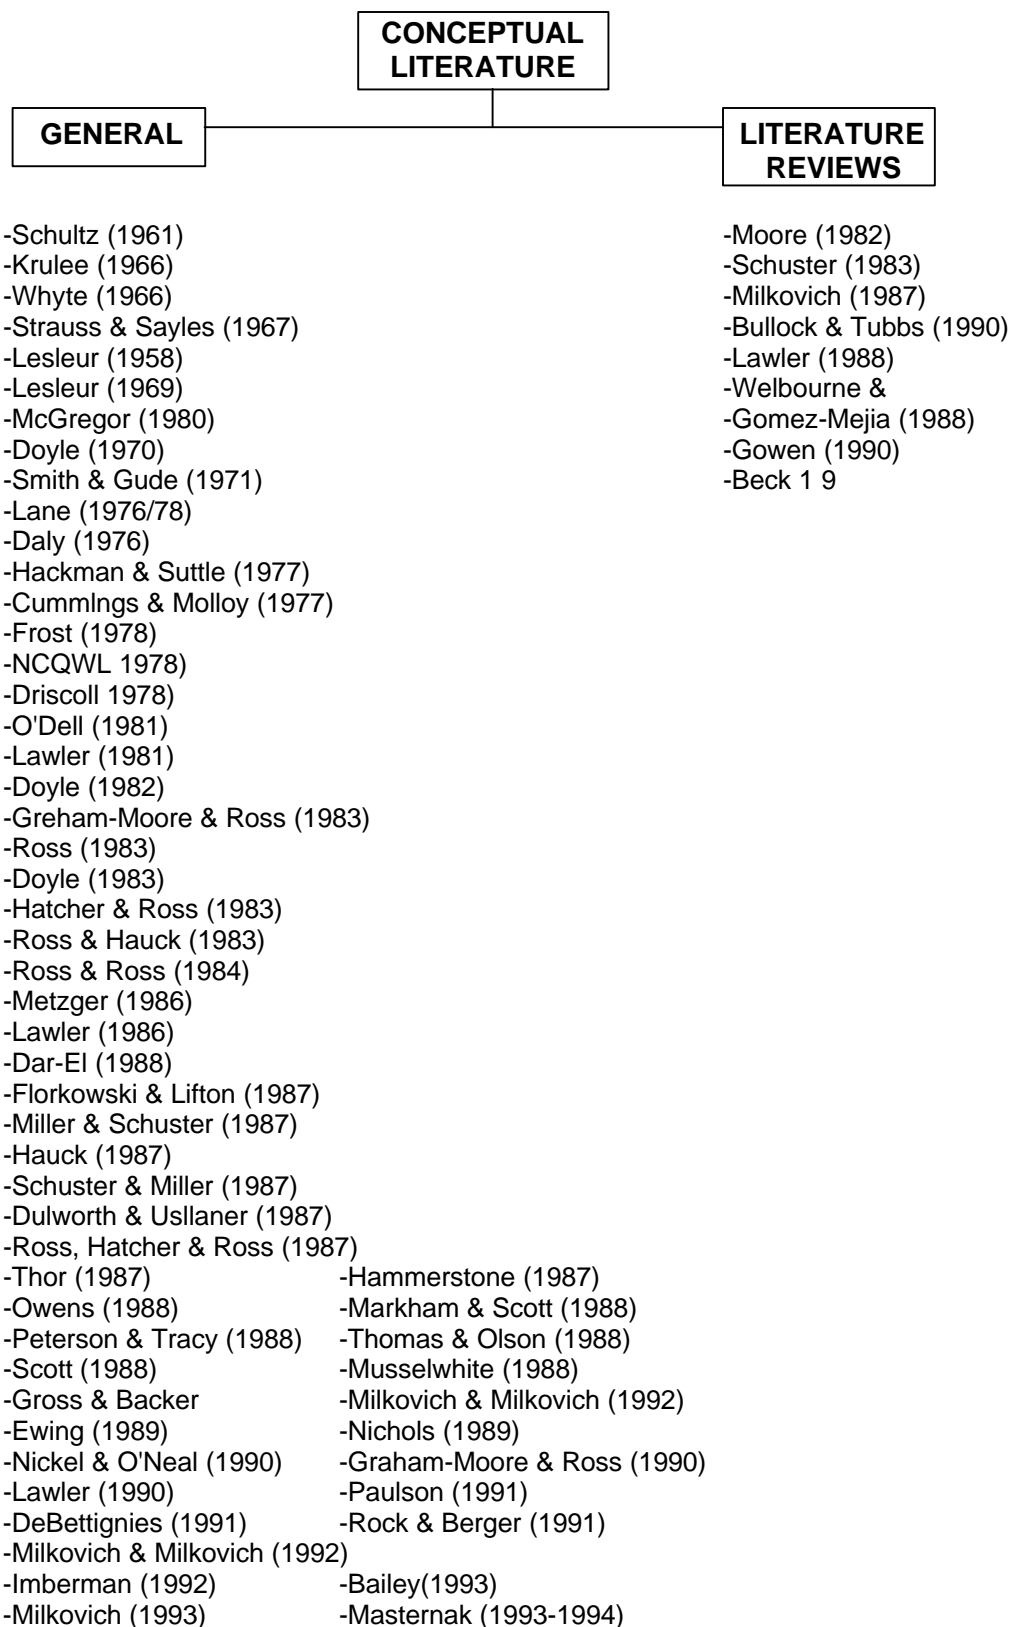 CONCEPTUAL
LITERATURE
GENERAL
LITERATURE
REVIEWS
-Schultz (1961)
-Krulee (1966)
-Whyte (1966)
-Strauss & Sayles (1967)
-Lesleur (1958)
-Lesleur (1969)
-McGregor (1980)
-Doyle (1970)
-Smith & Gude (1971)
-Lane (1976/78)
-Daly (1976)
-Hackman & Suttle (1977)
-Cummlngs & Molloy (1977)
-Frost (1978)
-NCQWL 1978)
-Driscoll 1978)
-O'Dell (1981)
-Lawler (1981)
-Doyle (1982)
-Greham-Moore & Ross (1983)
-Ross (1983)
-Doyle (1983)
-Hatcher & Ross (1983)
-Ross & Hauck (1983)
-Ross & Ross (1984)
-Metzger (1986)
-Lawler (1986)
-Dar-El (1988)
-Florkowski & Lifton (1987)
-Miller & Schuster (1987)
-Hauck (1987)
-Schuster & Miller (1987)
-Dulworth & Usllaner (1987)
-Ross, Hatcher & Ross (1987)
-Thor (1987)
-Owens (1988)
-Peterson & Tracy (1988)
-Scott (1988)
-Gross & Backer
-Ewing (1989)
-Nickel & O'Neal (1990)
-Lawler (1990)
-DeBettignies (1991)
-Milkovich & Milkovich (1992)
-Imberman (1992)
-Milkovich (1993)
-Hammerstone (1987)
-Markham & Scott (1988)
-Thomas & Olson (1988)
-Musselwhite (1988)
-Milkovich & Milkovich (1992)
-Nichols (1989)
-Graham-Moore & Ross (1990)
-Paulson (1991)
-Rock & Berger (1991)
-Bailey(1993)
-Masternak (1993-1994)
-Moore (1982)
-Schuster (1983)
-Milkovich (1987)
-Bullock & Tubbs (1990)
-Lawler (1988)
-Welbourne &
-Gomez-Mejia (1988)
-Gowen (1990)
-Beck 1 9